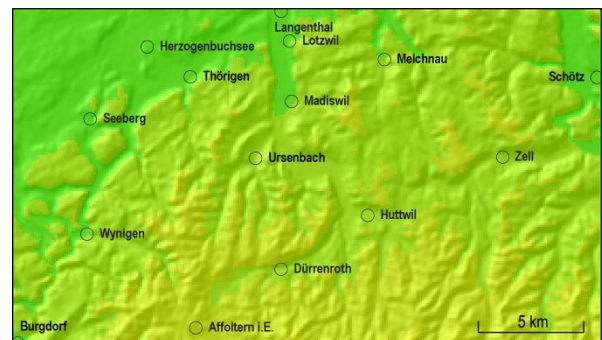 Langenthal
Lotzwil
Herzogenbuchsee
Melchnau
Thörigen
Schötz
Madiswil
Seeberg
Ursenbach
Zell
Huttwil
Wynigen
Dürrenroth
Burgdorf
Affoltern i.E.
5 km